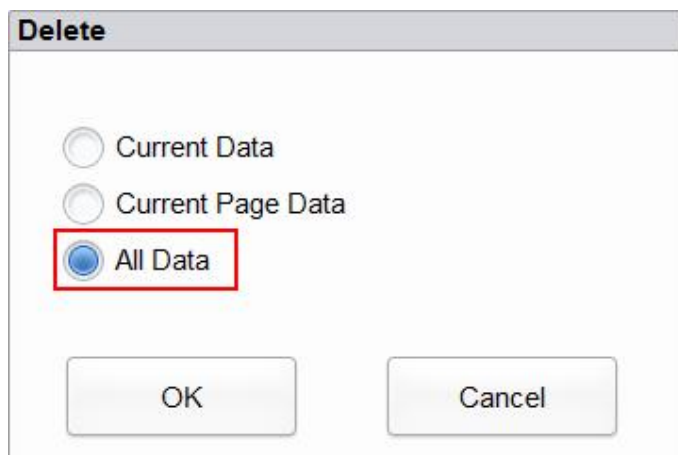 Delete
Current Data
Current Page Data
All Data
OK Cancel